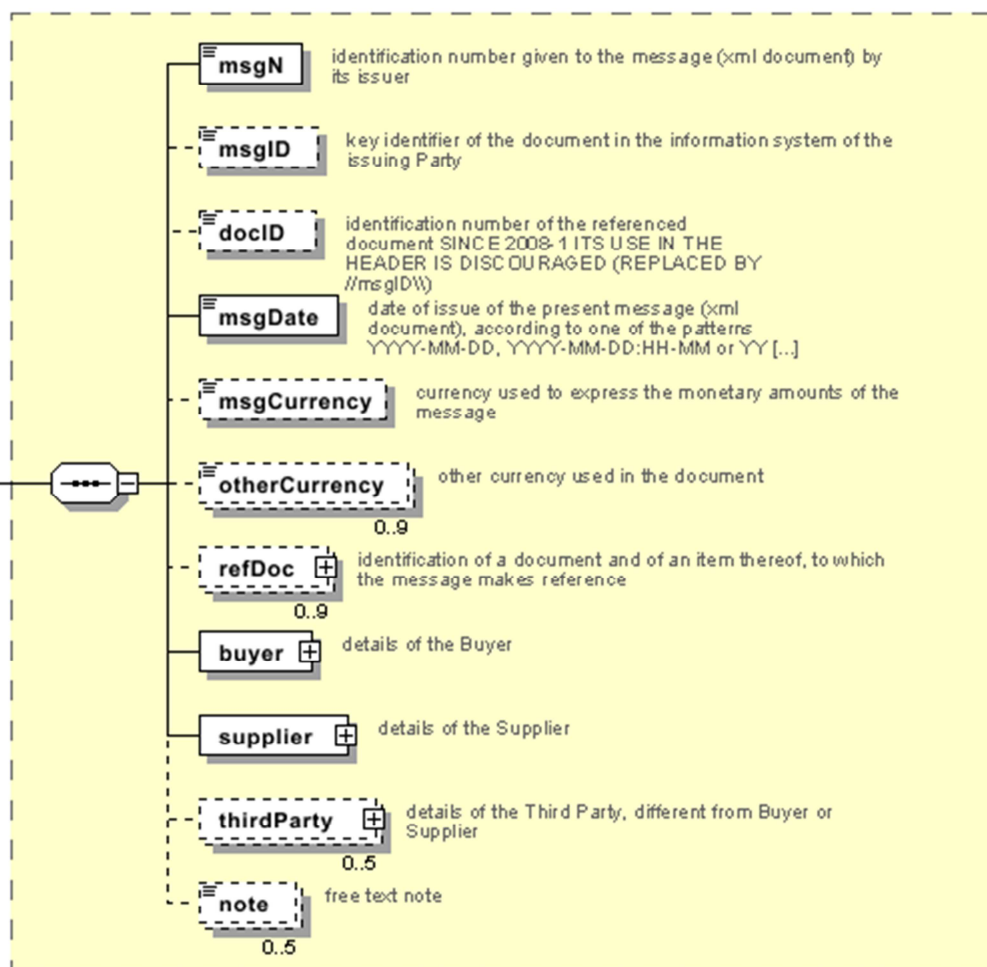 msgN
identification number given to the message (xml document) by
its issuer
msgID
key identifier of the document in the information system of the
issuing Party
docID
identification number of the referenced
document SINCE 2008-1 ITS USE IN THE
HEADER IS DISCOURAGED (REPLACED BY
//msgID\\)
msgDate
date of issue of the present message (xml
document), according to one of the patterns
YYYY-MM-DD, YYYY-MM-DD:HH-MM or YY [...]
msgCurrency
currency used to express the monetary amounts of the
message
otherCurrency
other currency used in the document
0..9
refDoc
identification of a document and of an item thereof, to which
the message makes reference
0..9
buyer
details of the Buyer
supplier
details of the Supplier
thirdParty
details of the Third Party, different from Buyer or
Supplier
0..5
note
free text note
0..5